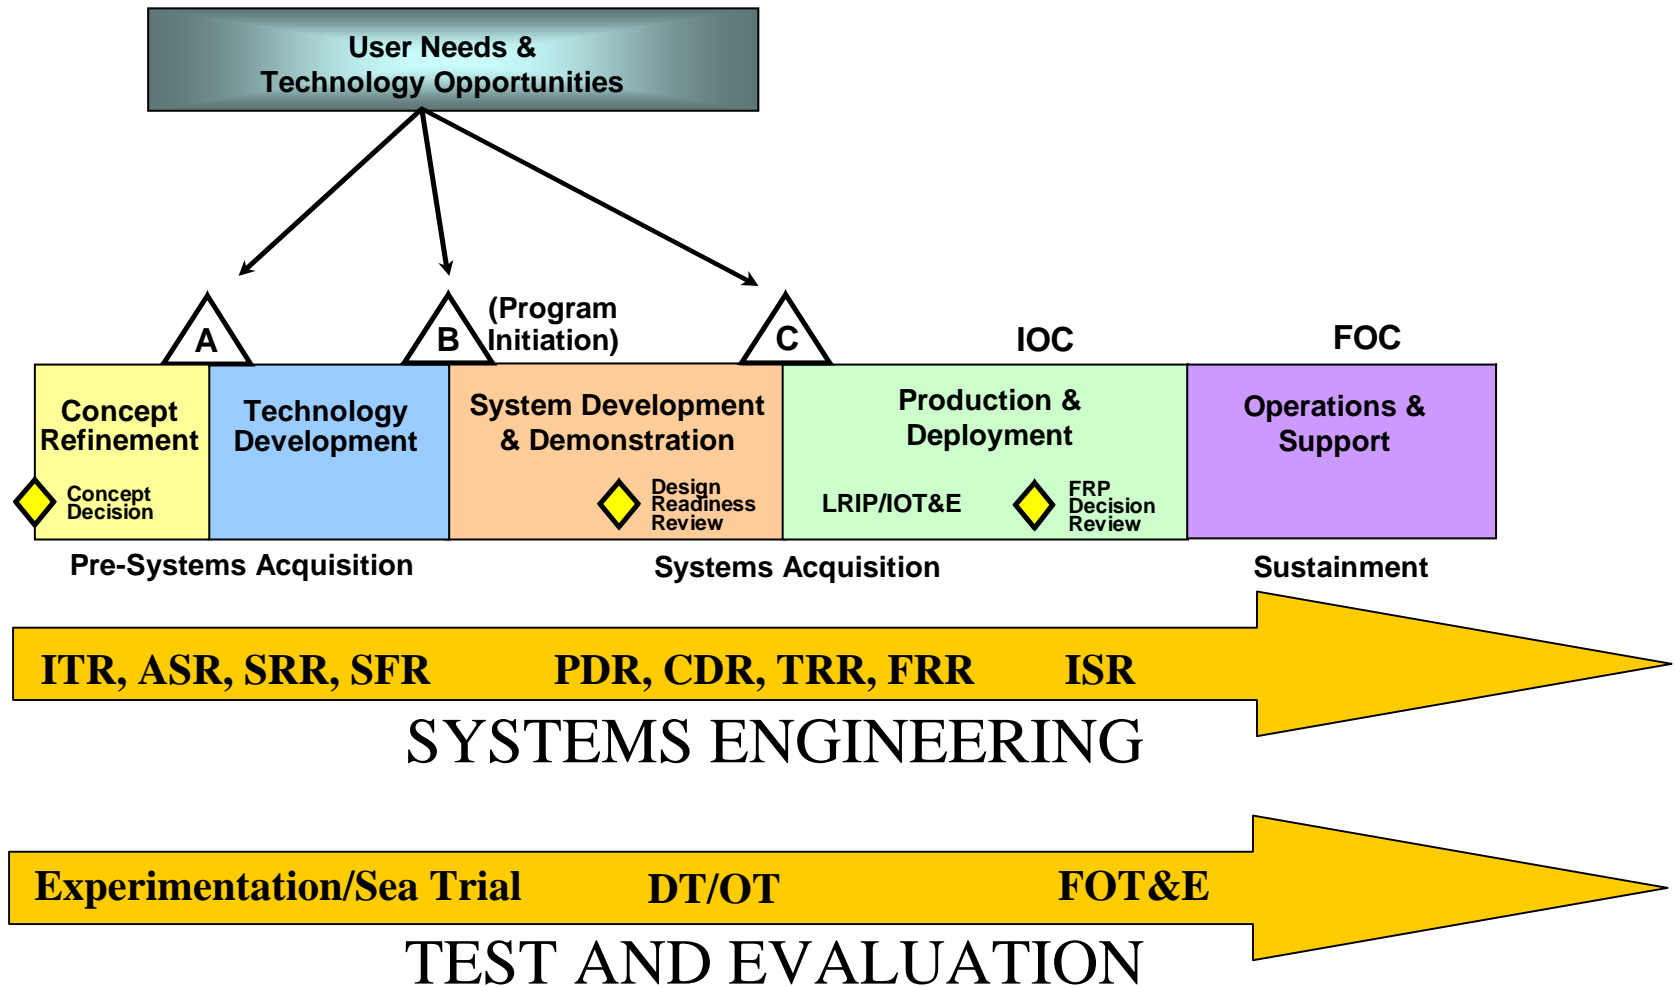 User Needs &
Technology Opportunities
A
B
(Program
Initiation)
C
IOC
FOC
Concept
Refinement
Technology
Development
System Development
& Demonstration
Production &
Deployment
Operations &
Support
Concept
Decision
Design
Readiness
Review
LRIP/IOT&E
FRP
Decision
Review
Pre-Systems Acquisition
Systems Acquisition
Sustainment
ITR, ASR, SRR, SFR
PDR, CDR, TRR, FRR
ISR
SYSTEMS ENGINEERING
Experimentation/Sea Trial
DT/OT
FOT&E
TEST AND EVALUATION